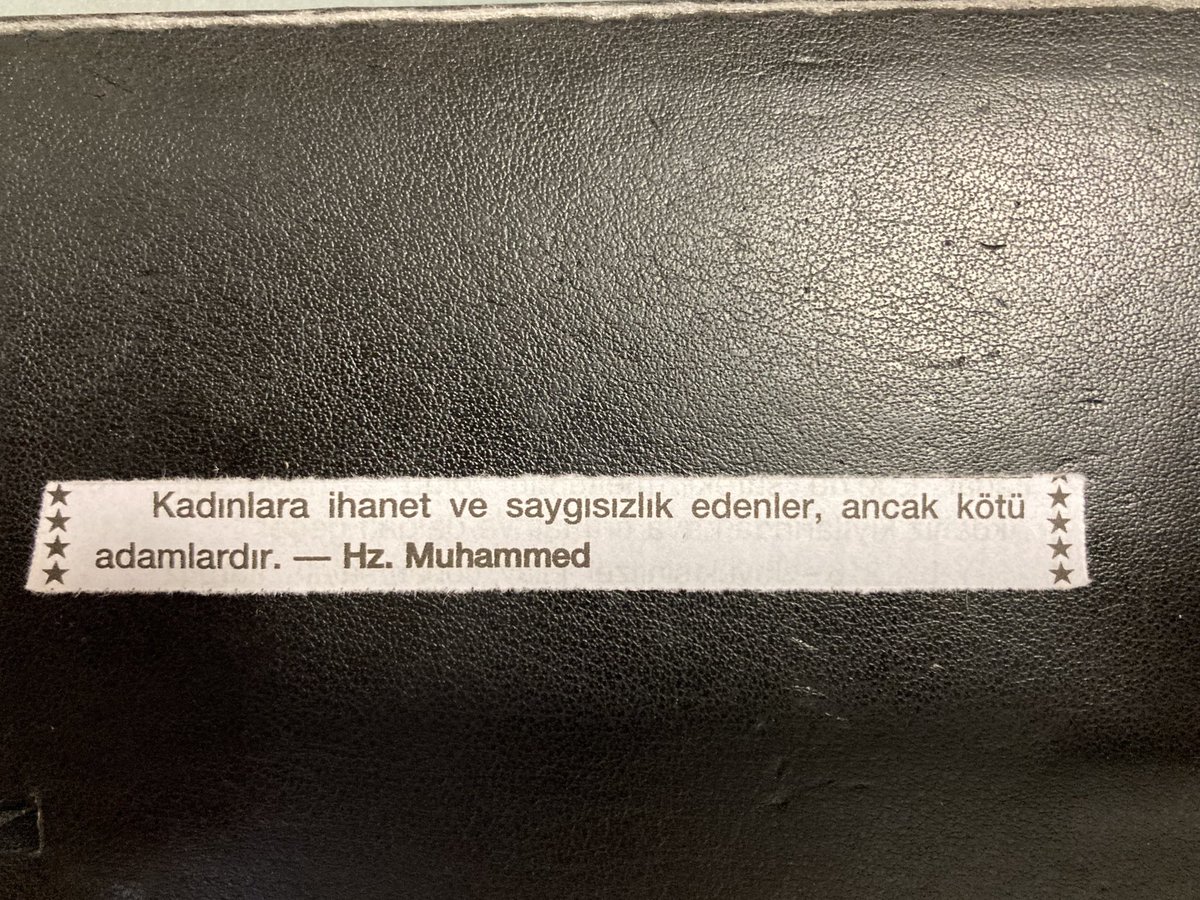 Kadınlara ihanet ve saygısızlık edenler, ancak kötü
adamlardır. — Hz. Muhammed